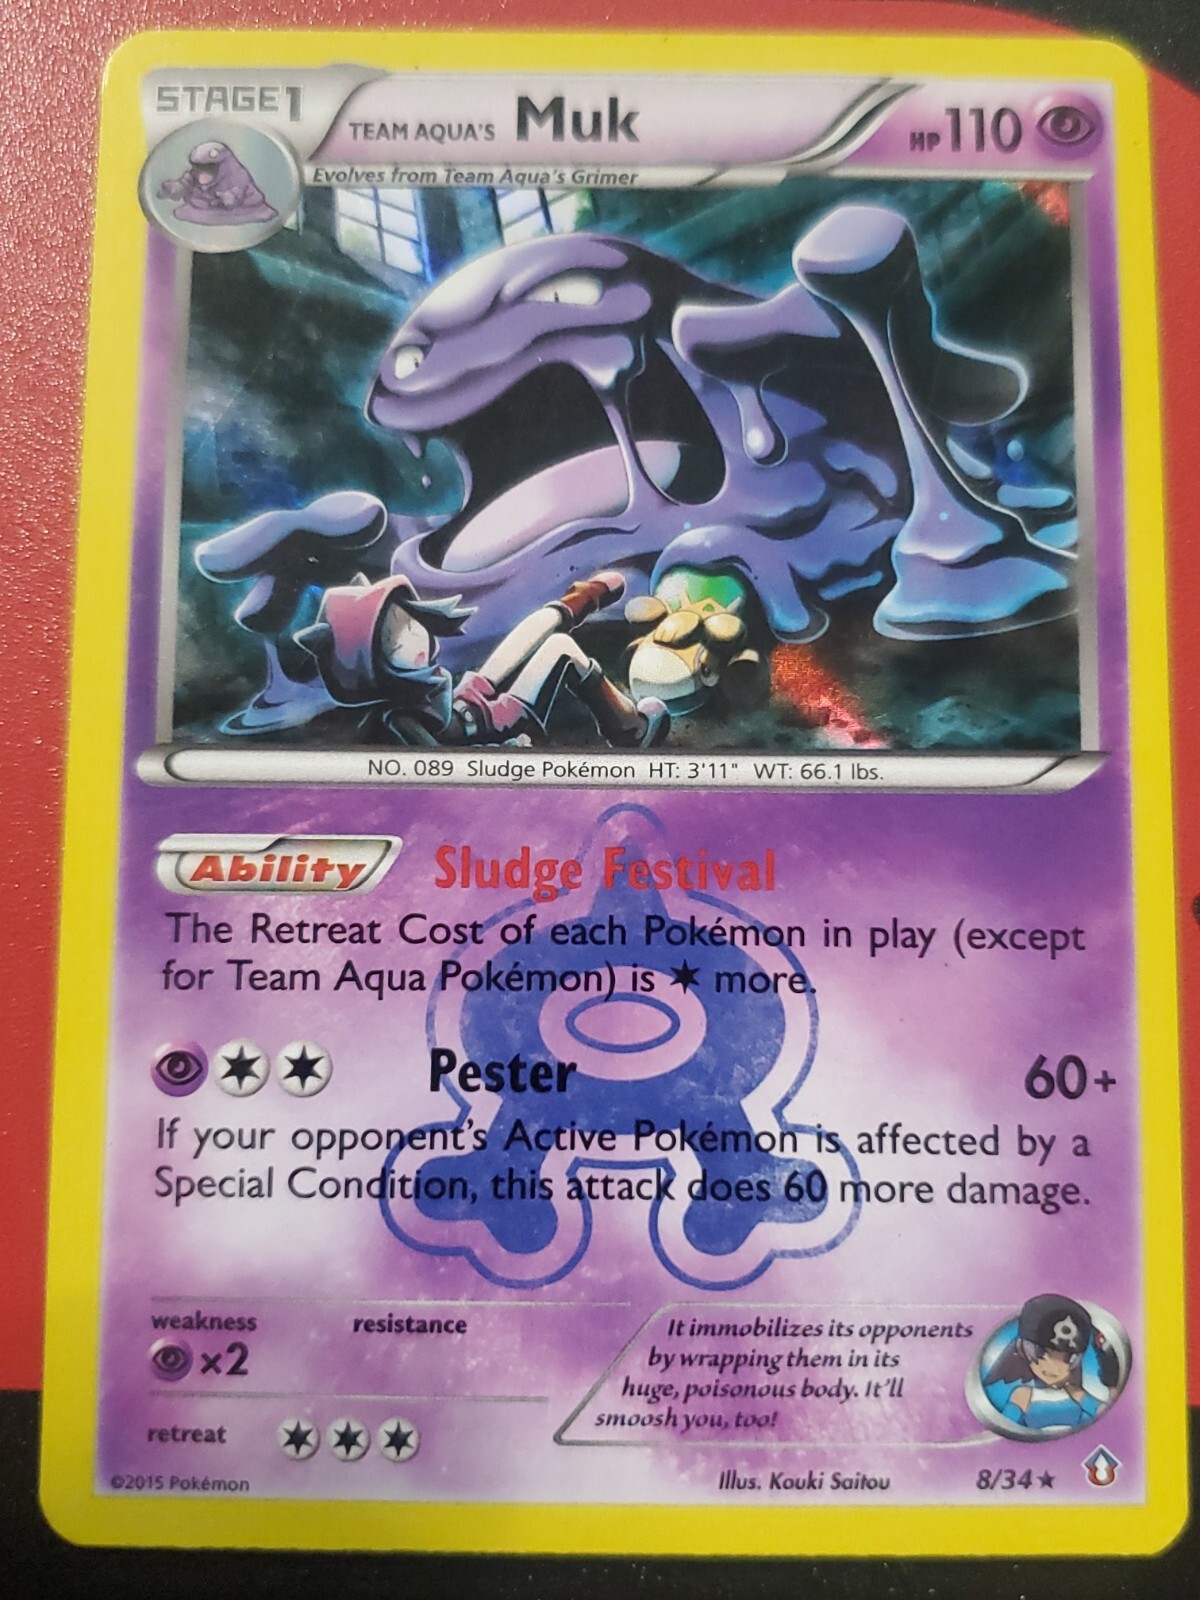 STAGE1
TEAM AQUA'S Muk
HP110
Evolves from Team Aqua's Grimer
NO. 089 Sludge Pokémon HT: 3'11" WT: 66.1 lbs.
Ability Sludge Festival
The Retreat Cost of each Pokémon in play (except
for Team Aqua Pokémon) is ✶ more.
Pester 60+
If your opponent's Active Pokémon is affected by a
Special Condition, this attack does 60 more damage.
weakness resistance
×2
retreat
It immobilizes its opponents
by wrapping them in its
huge, poisonous body. It'll
smoosh you, too!
©2015 Pokémon Illus. Kouki Saitou 8/34★